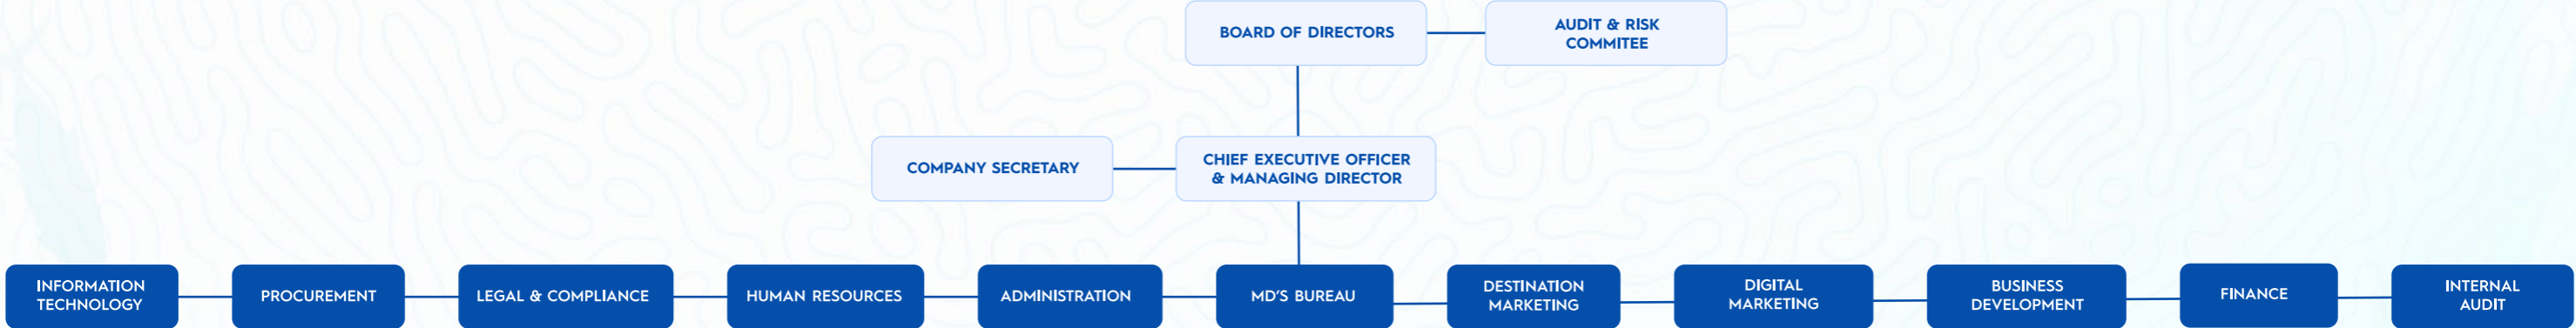 BOARD OF DIRECTORS
AUDIT & RISK
COMMITEE
COMPANY SECRETARY
CHIEF EXECUTIVE OFFICER
& MANAGING DIRECTOR
INFORMATION
TECHNOLOGY
PROCUREMENT
LEGAL & COMPLIANCE
HUMAN RESOURCES
ADMINISTRATION
MD'S BUREAU
DESTINATION
MARKETING
DIGITAL
MARKETING
BUSINESS
DEVELOPMENT
FINANCE
INTERNAL
AUDIT